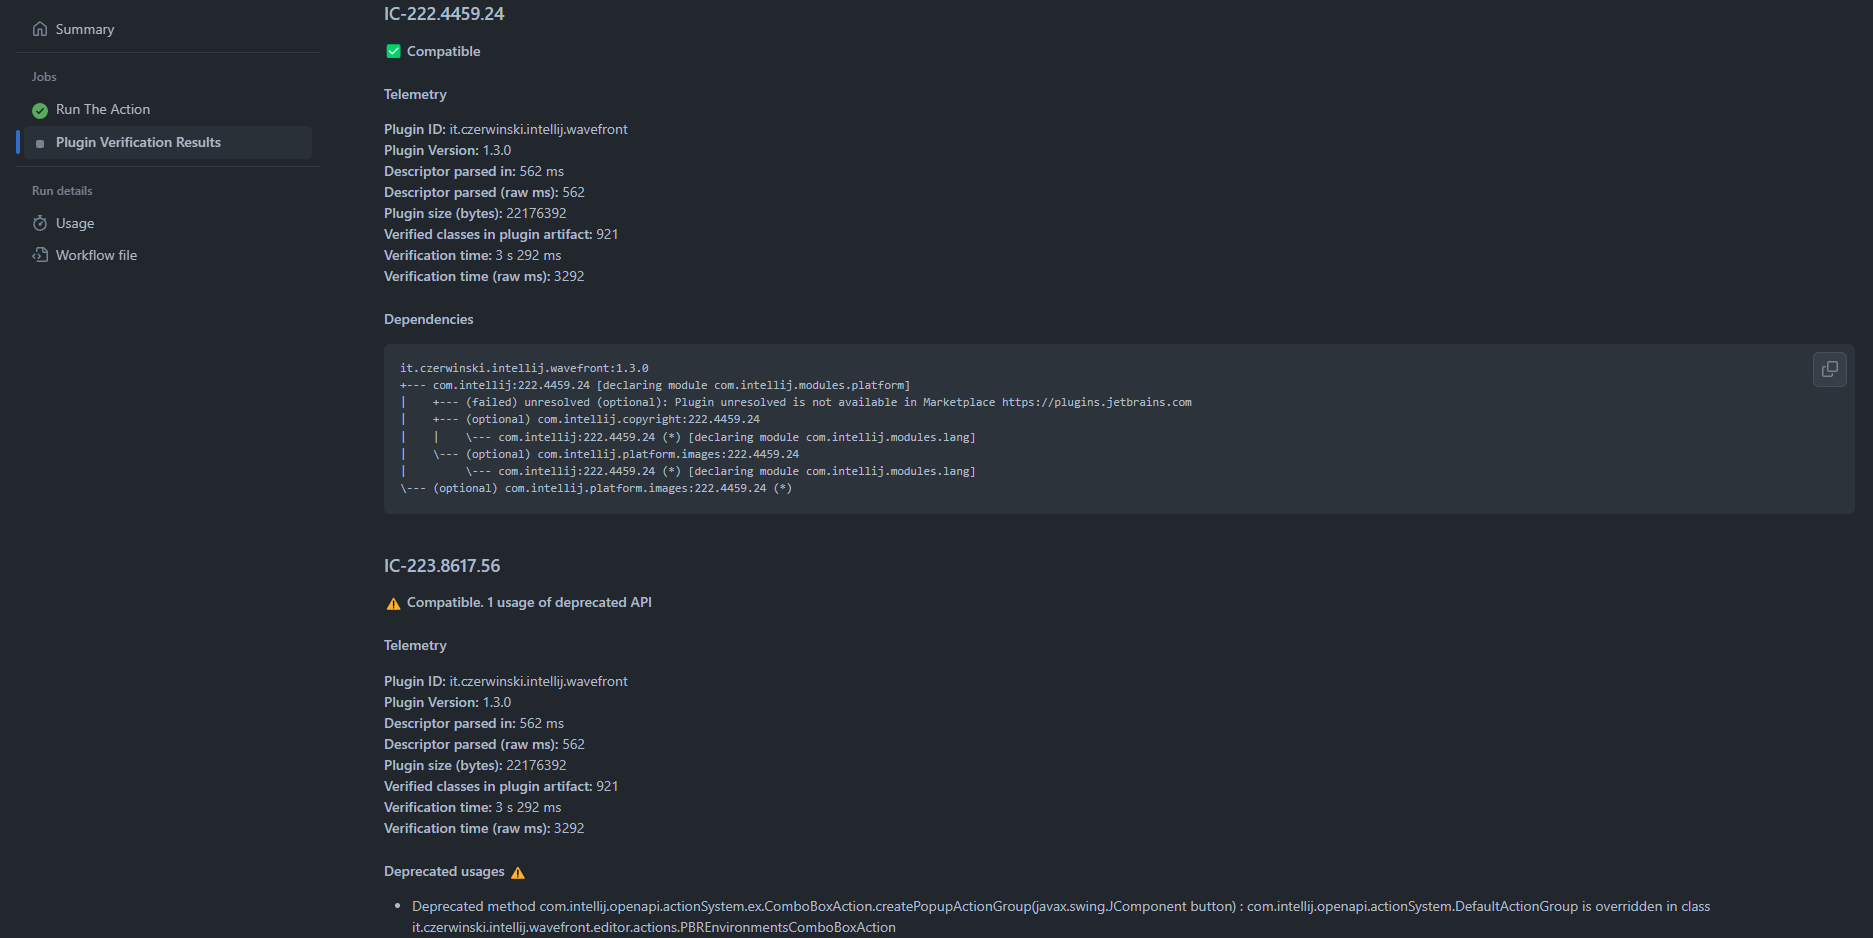 Summary
Jobs
Run The Action
Plugin Verification Results
Run details
Usage
Workflow file
IC-222.4459.24
Compatible
Telemetry
Plugin ID: it.czerwinski.intellij.wavefront
Plugin Version: 1.3.0
Descriptor parsed in: 562 ms
Descriptor parsed (raw ms): 562
Plugin size (bytes): 22176392
Verified classes in plugin artifact: 921
Verification time: 3 s 292 ms
Verification time (raw ms): 3292
Dependencies
it.czerwinski.intellij.wavefront:1.3.0
+--- com.intellij:222.4459.24 [declaring module com.intellij.modules.platform]
|    +--- (failed) unresolved (optional): Plugin unresolved is not available in Marketplace https://plugins.jetbrains.com
|    +--- (optional) com.intellij.copyright:222.4459.24
|    |    \--- com.intellij:222.4459.24 (*) [declaring module com.intellij.modules.lang]
|    \--- (optional) com.intellij.platform.images:222.4459.24
|         \--- com.intellij:222.4459.24 (*) [declaring module com.intellij.modules.lang]
\--- (optional) com.intellij.platform.images:222.4459.24 (*)
IC-223.8617.56
Compatible. 1 usage of deprecated API
Telemetry
Plugin ID: it.czerwinski.intellij.wavefront
Plugin Version: 1.3.0
Descriptor parsed in: 562 ms
Descriptor parsed (raw ms): 562
Plugin size (bytes): 22176392
Verified classes in plugin artifact: 921
Verification time: 3 s 292 ms
Verification time (raw ms): 3292
Deprecated usages
• Deprecated method com.intellij.openapi.actionSystem.ex.ComboBoxAction.createPopupActionGroup(javax.swing.JComponent button) : com.intellij.openapi.actionSystem.DefaultActionGroup is overridden in class
it.czerwinski.intellij.wavefront.editor.actions.PBREnvironmentsComboBoxAction